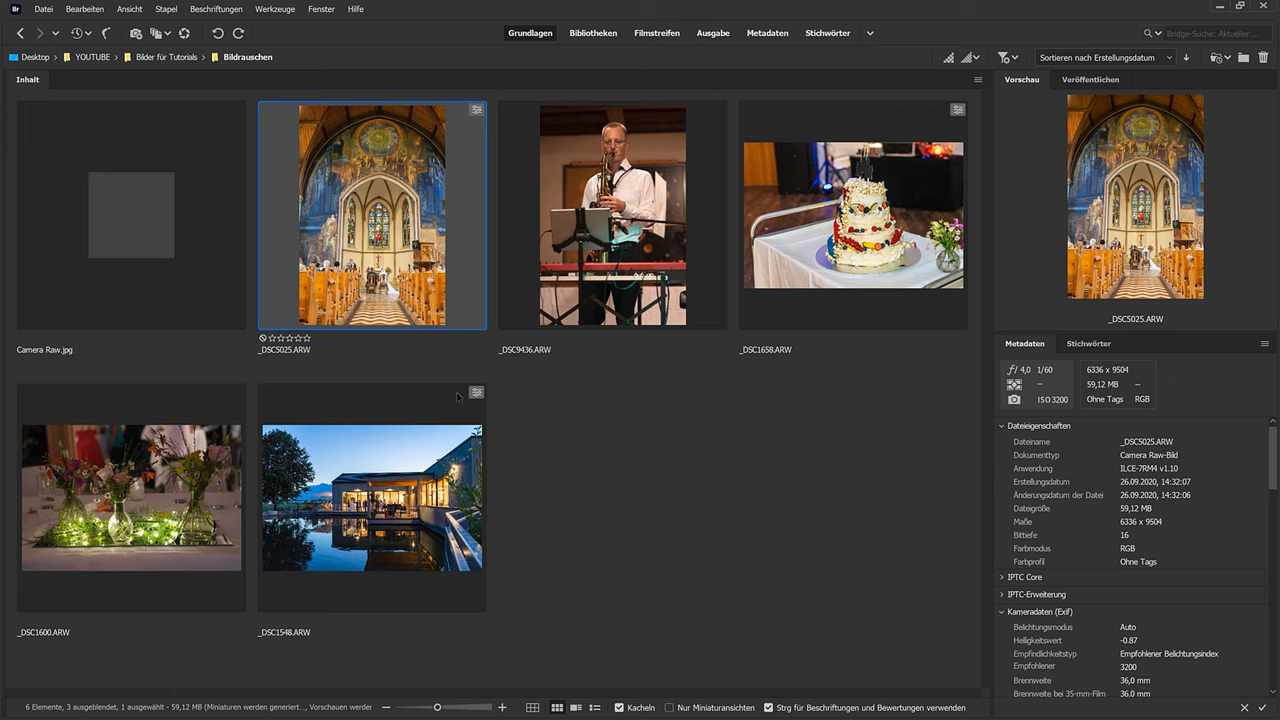 Br Datei Bearbeiten Ansicht Stapel Beschriftungen Werkzeuge Fenster Hilfe
Grundlagen Bibliotheken Filmstreifen Ausgabe Metadaten Stichwörter Bridge-Suche: Aktueller ...
Desktop YOUTUBE Bilder für Tutorials Bildrauschen Sortieren nach Erstellungsdatum
Inhalt
Camera Raw.jpg
_DSC5025.ARW
_DSC9436.ARW
_DSC1658.ARW
_DSC1600.ARW
_DSC1548.ARW
Vorschau Veröffentlichen
_DSC5025.ARW
Metadaten Stichwörter
ƒ/ 4,0 1/60 6336 x 9504
-- 59,12 MB --
ISO 3200 Ohne Tags RGB
Dateieigenschaften
Dateiname _DSC5025.ARW
Dokumenttyp Camera Raw-Bild
Anwendung ILCE-7RM4 v1.10
Erstellungsdatum 26.09.2020, 14:32:07
Änderungsdatum der Datei 26.09.2020, 14:32:06
Dateigröße 59,12 MB
Maße 6336 x 9504
Bittiefe 16
Farbmodus RGB
Farbprofil Ohne Tags
IPTC Core
IPTC-Erweiterung
Kameradaten (Exif)
Belichtungsmodus Auto
Helligkeitswert -0.87
Empfindlichkeitstyp Empfohlener Belichtungsindex
Empfohlener 3200
Brennweite 36,0 mm
Brennweite bei 35-mm-Film 36.0 mm
6 Elemente, 3 ausgeblendet, 1 ausgewählt - 59,12 MB (Miniaturen werden generiert..., Vorschauen werder Kacheln Nur Miniaturansichten Strg für Beschriftungen und Bewertungen verwenden